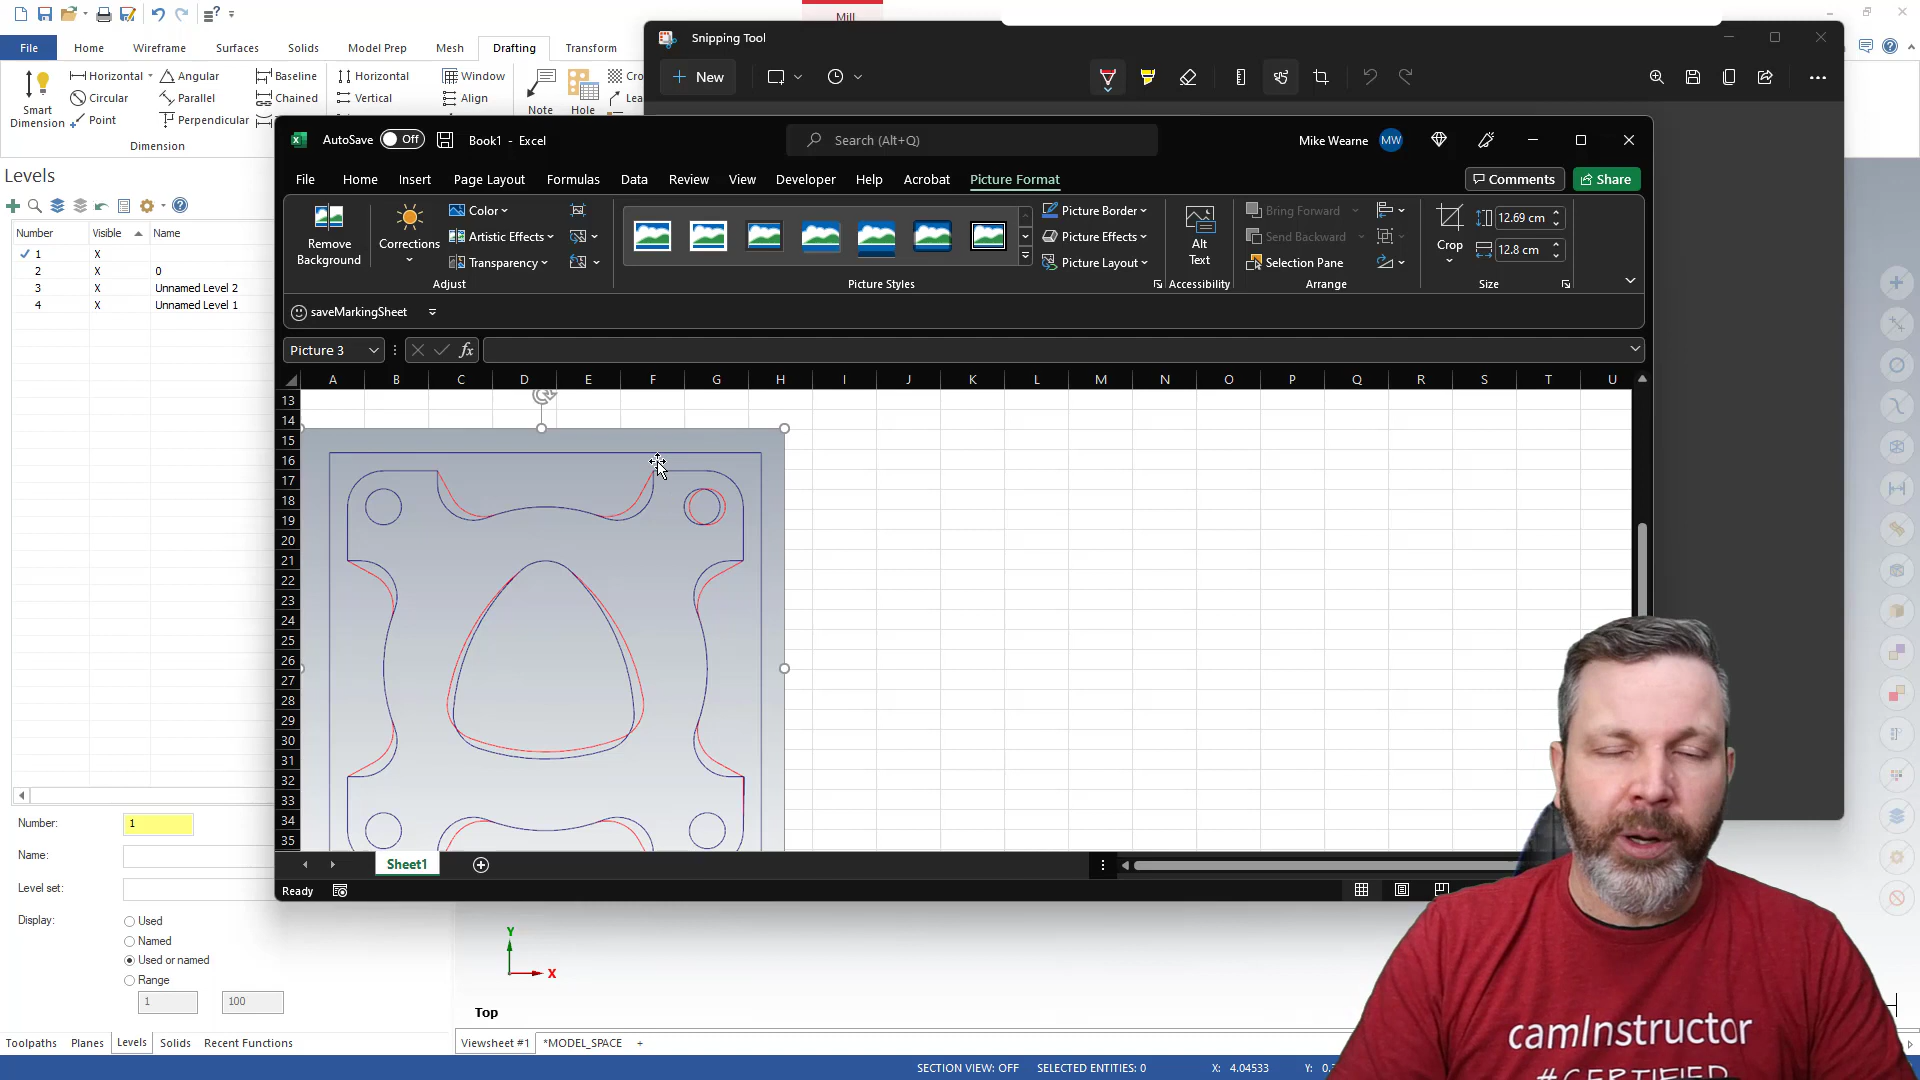 Mill
File Home Wireframe Surfaces Solids Model Prep Mesh Drafting Transform
Smart
Dimension
Horizontal Angular Baseline Horizontal Window
Circular Parallel Chained Vertical Align
Point Perpendicular
Note Hole
Dimension
Levels
Number Visible Name
1 X
2 X 0
3 X Unnamed Level 2
4 X Unnamed Level 1
Number: 1
Name:
Level set:
Display: Used
Named
Used or named
Range
1 100
Toolpaths Planes Levels Solids Recent Functions
Snipping Tool
New
AutoSave Off Book1 - Excel Search (Alt+Q) Mike Wearne MW
File Home Insert Page Layout Formulas Data Review View Developer Help Acrobat Picture Format Comments Share
Remove
Background
Corrections
Color
Artistic Effects
Transparency
Adjust
Picture Styles
Picture Border
Picture Effects
Picture Layout
Alt
Text
Accessibility
Bring Forward
Send Backward
Selection Pane
Arrange
Crop
12.69 cm
12.8 cm
Size
saveMarkingSheet
Picture 3 fx
A B C D E F G H I J K L M N O P Q R S T U
13
14
15
16
17
18
19
20
21
22
23
24
25
26
27
28
29
30
31
32
33
34
35
Sheet1
Ready
Y
X
Top
Viewsheet #1 *MODEL_SPACE +
SECTION VIEW: OFF SELECTED ENTITIES: 0 X: 4.04533 Y:
camInstructor
#CERTIFIED